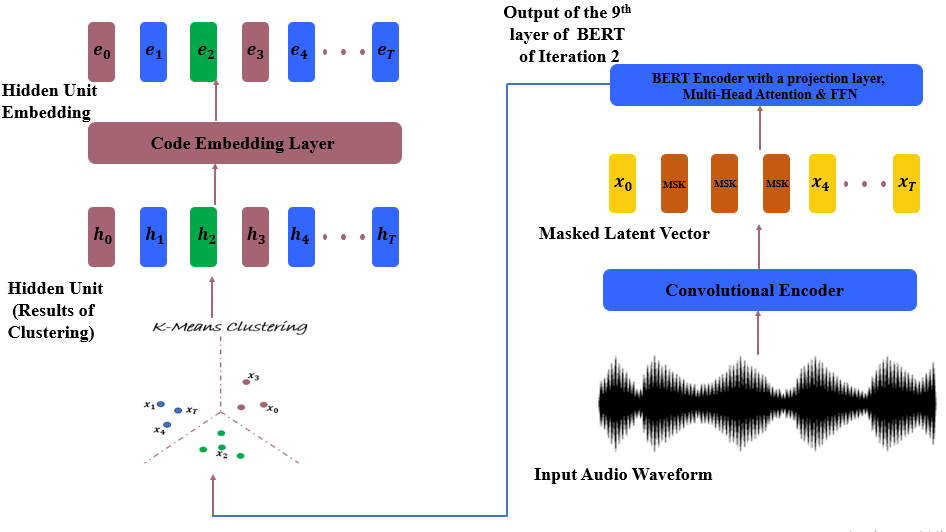 e₀ e₁ e₂ e₃ e₄ eT
Hidden Unit
Embedding
Code Embedding Layer
h₀ h₁ h₂ h₃ h₄ hT
Hidden Unit
(Results of
Clustering)
K-Means Clustering
x₃
x₁ xT x₀
x₄
x₂
Output of the 9th
layer of BERT
of Iteration 2
BERT Encoder with a projection layer,
Multi-Head Attention & FFN
x₀ MSK MSK MSK x₄ xT
Masked Latent Vector
Convolutional Encoder
Input Audio Waveform